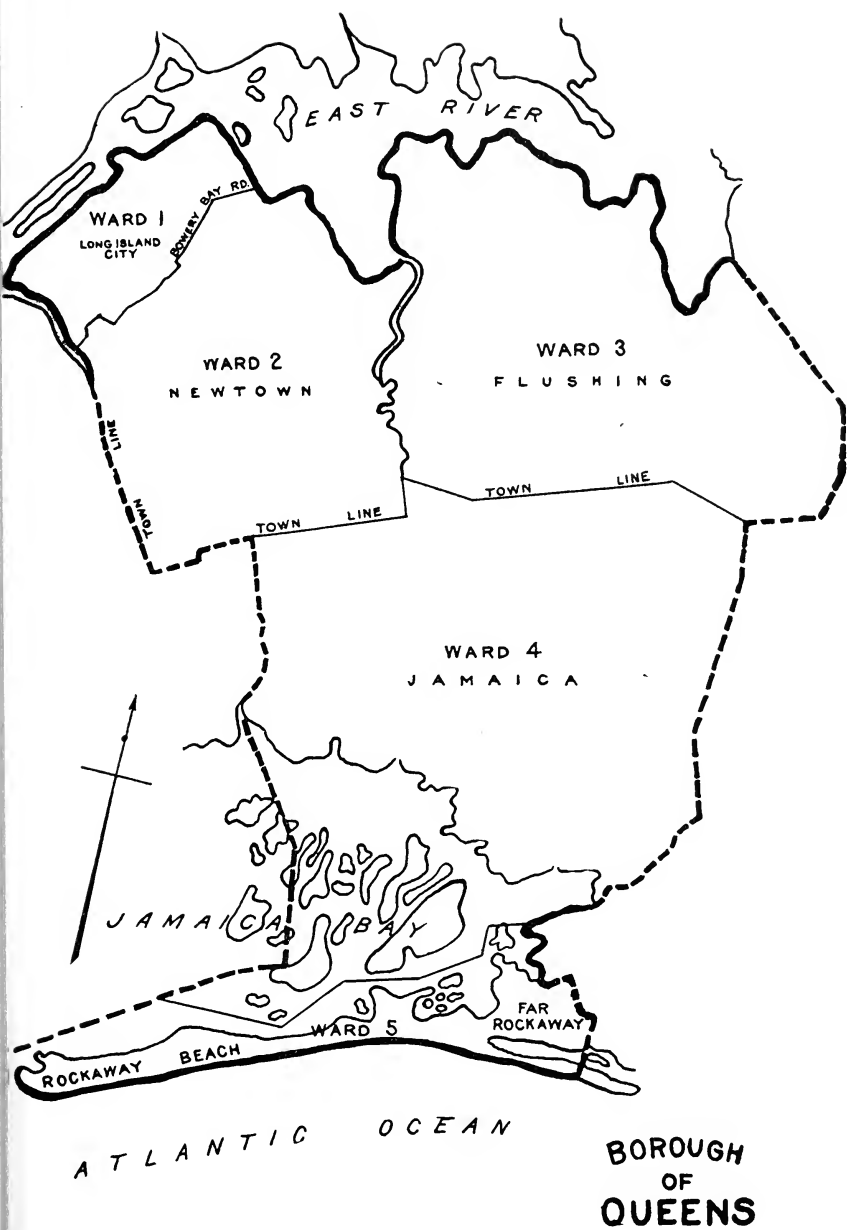 EAST RIVER
WARD 1
LONG ISLAND
CITY
BOWERY BAY RD.
WARD 2
NEWTOWN
WARD 3
FLUSHING
TOWN LINE
TOWN LINE
TOWN LINE
WARD 4
JAMAICA
JAMAICA BAY
WARD 5
FAR
ROCKAWAY
ROCKAWAY BEACH
ATLANTIC OCEAN
BOROUGH
OF
QUEENS